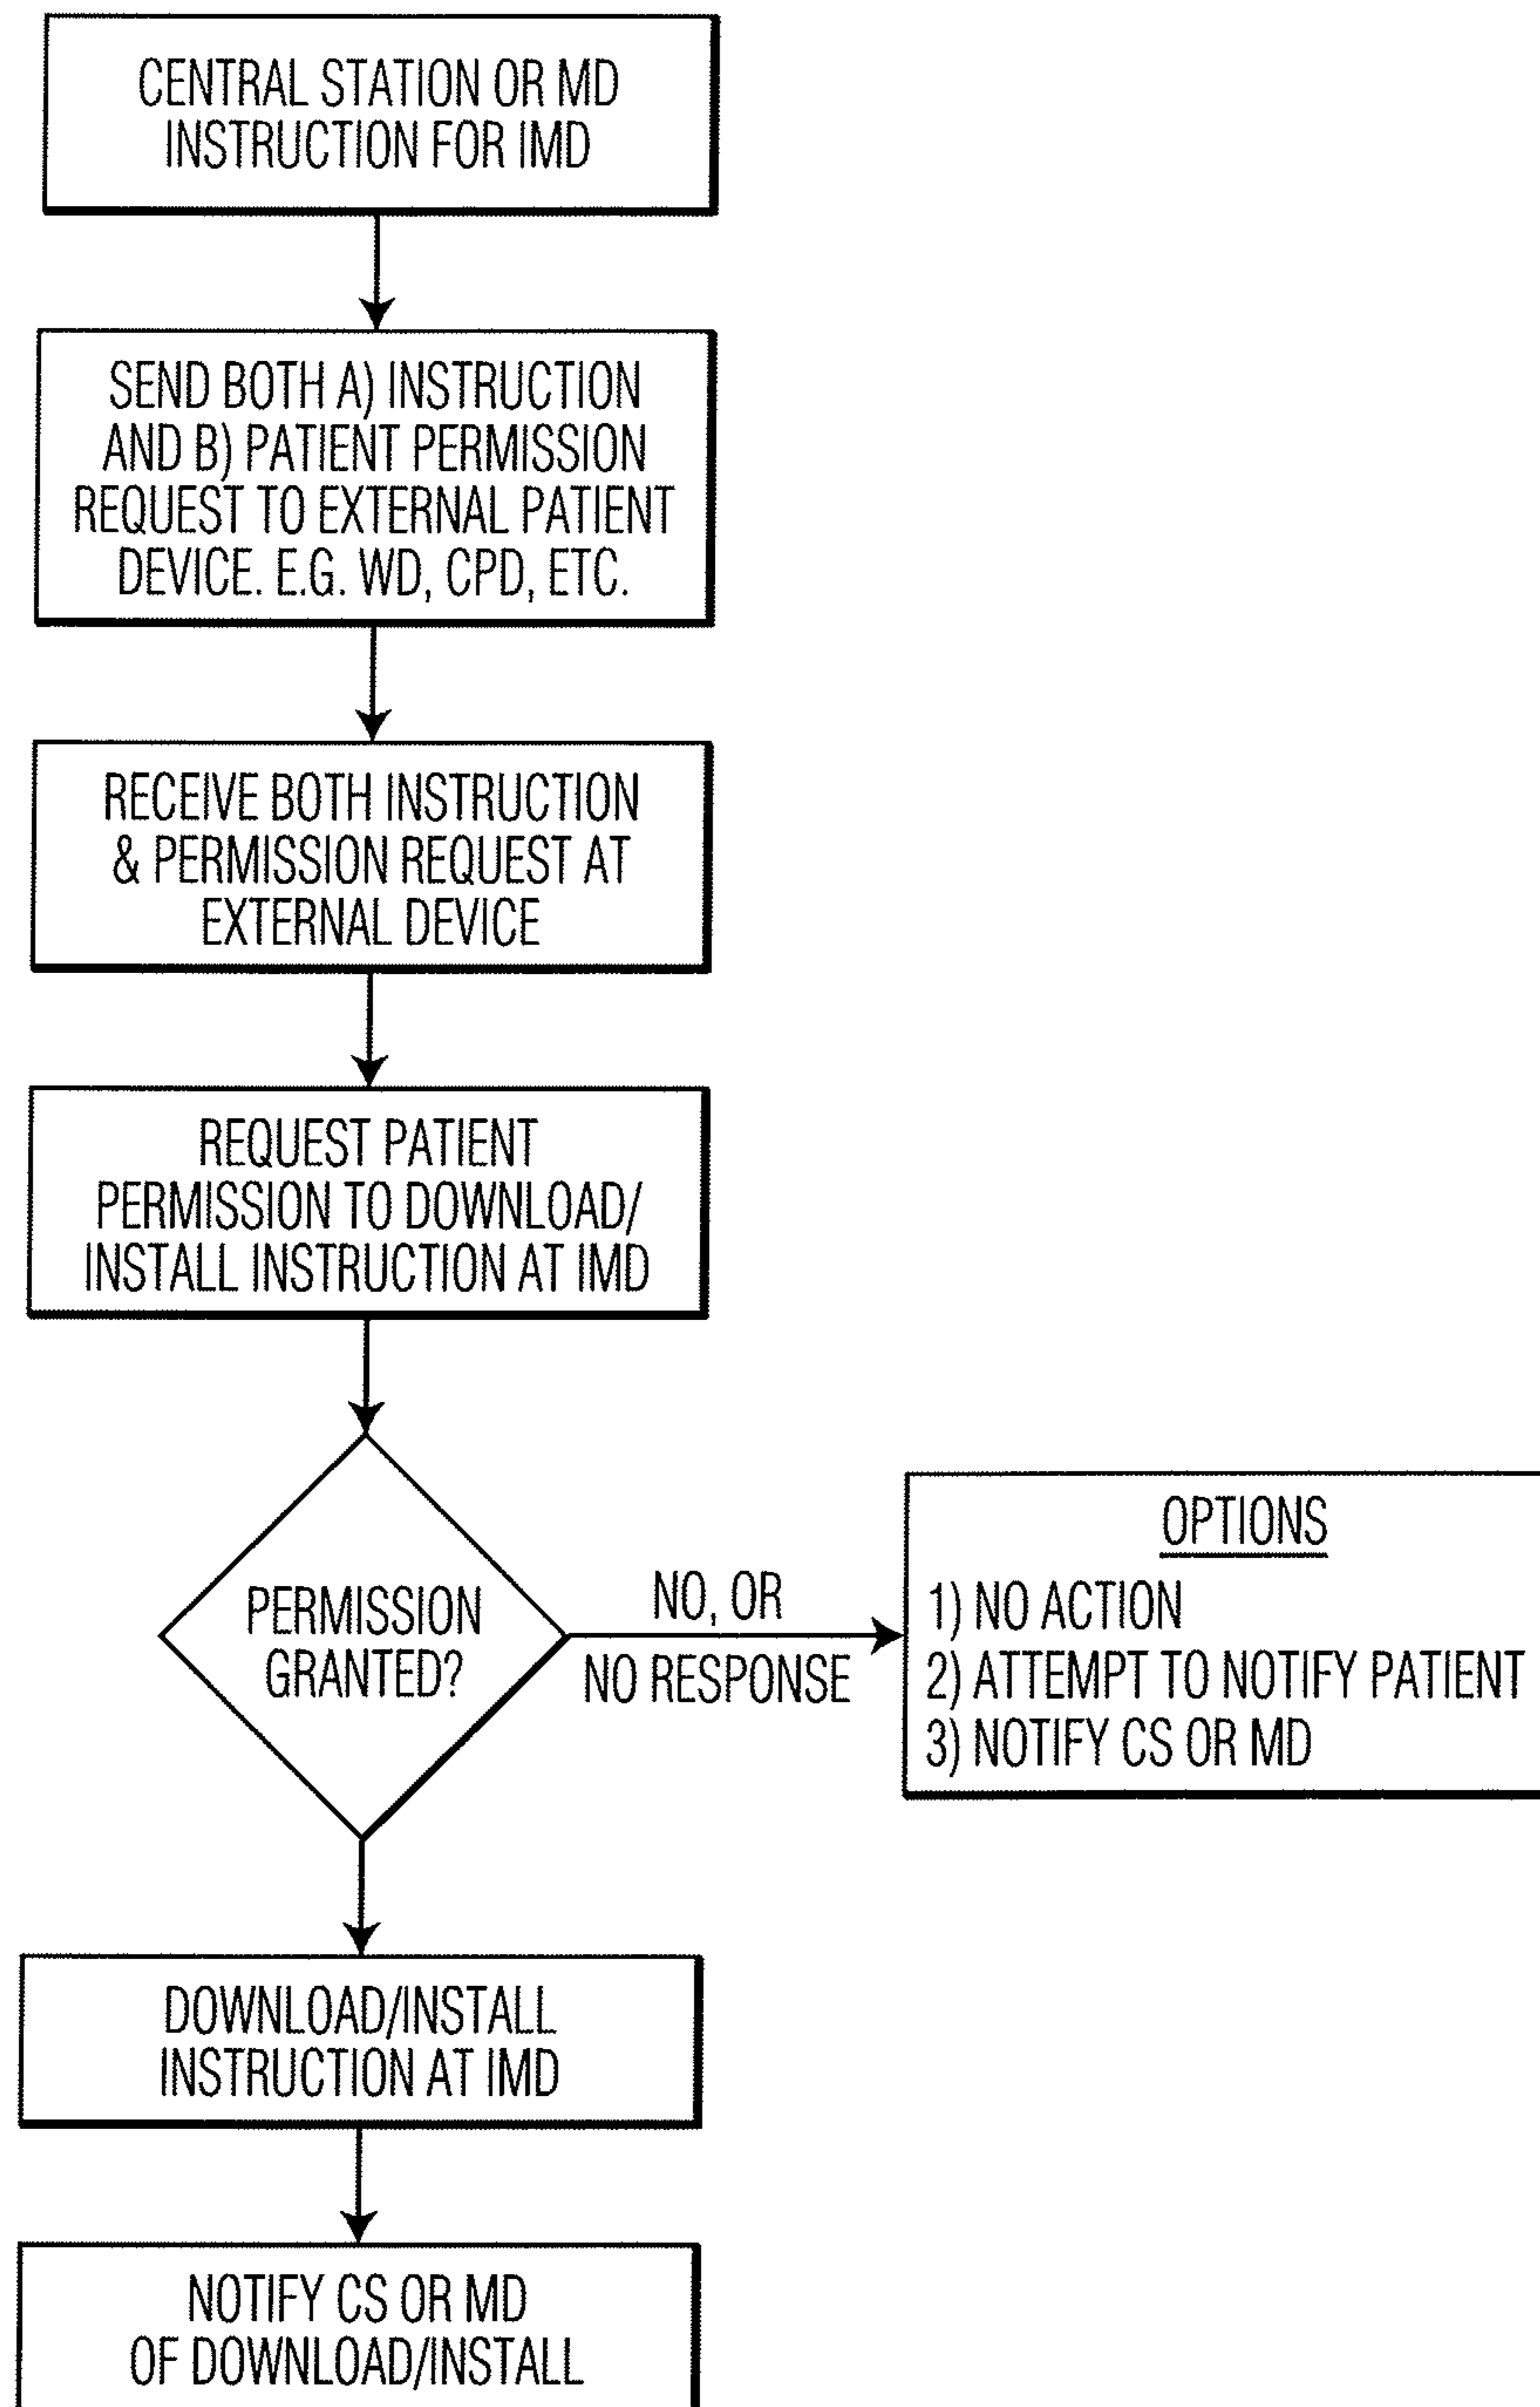 CENTRAL STATION OR MD
INSTRUCTION FOR IMD
SEND BOTH A) INSTRUCTION
AND B) PATIENT PERMISSION
REQUEST TO EXTERNAL PATIENT
DEVICE. E.G. WD, CPD, ETC.
RECEIVE BOTH INSTRUCTION
& PERMISSION REQUEST AT
EXTERNAL DEVICE
REQUEST PATIENT
PERMISSION TO DOWNLOAD/
INSTALL INSTRUCTION AT IMD
PERMISSION
GRANTED?
NO, OR
NO RESPONSE
OPTIONS
1) NO ACTION
2) ATTEMPT TO NOTIFY PATIENT
3) NOTIFY CS OR MD
DOWNLOAD/INSTALL
INSTRUCTION AT IMD
NOTIFY CS OR MD
OF DOWNLOAD/INSTALL